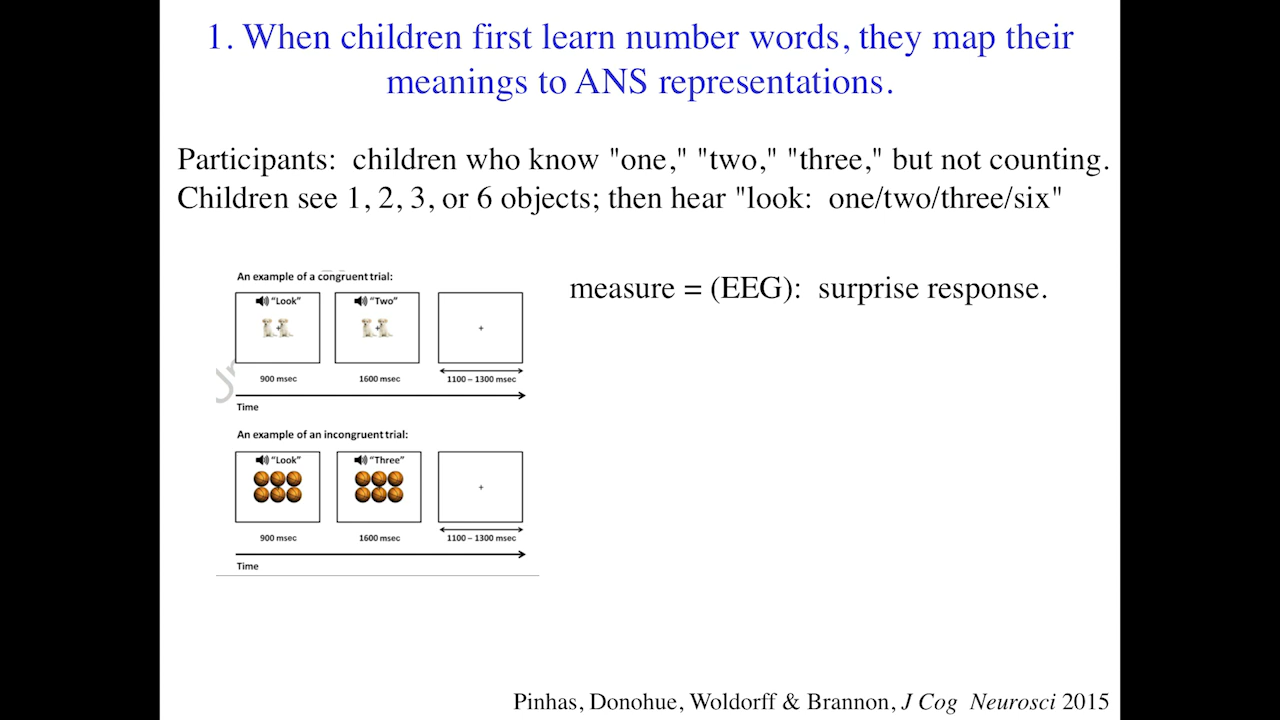 1. When children first learn number words, they map their
meanings to ANS representations.
Participants:  children who know "one," "two," "three," but not counting.
Children see 1, 2, 3, or 6 objects; then hear "look:  one/two/three/six"
measure = (EEG):  surprise response.
An example of a congruent trial:
"Look" "Two"
+ + +
900 msec 1600 msec 1100 – 1300 msec
Time
An example of an incongruent trial:
"Look" "Three"
+
900 msec 1600 msec 1100 – 1300 msec
Time
Pinhas, Donohue, Woldorff & Brannon, J Cog  Neurosci 2015